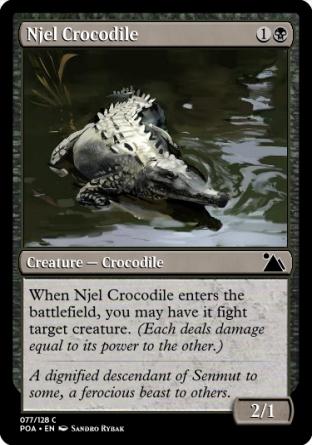 Njel Crocodile 1
Creature — Crocodile
When Njel Crocodile enters the
battlefield, you may have it fight
target creature. (Each deals damage
equal to its power to the other.)
A dignified descendant of Senmut to
some, a ferocious beast to others.
2/1
077/128 C
POA • EN Sandro Rybak